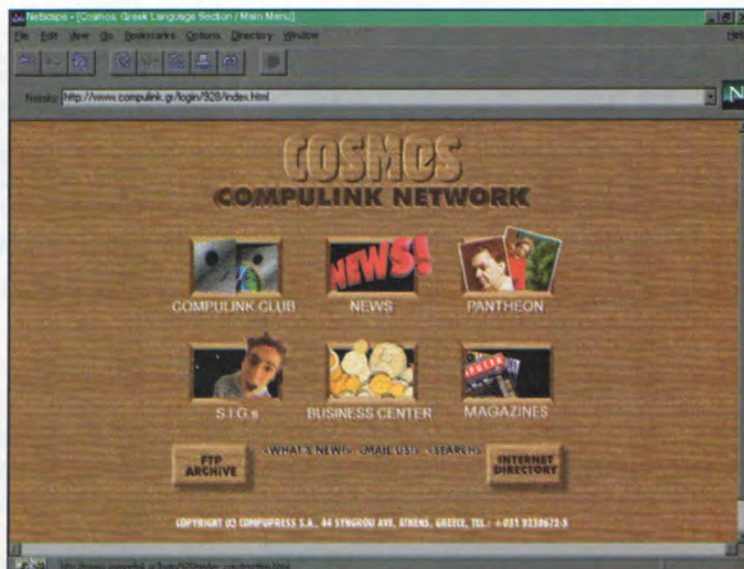 Netscape - [Cosmos, Greek Language Section / Main Menu]
File Edit View Go Bookmarks Options Directory Window Help
Netsite: http://www.compulink.gr/login/928/index.html
N
COSMOS
COMPULINK NETWORK
NEWS!
COMPULINK CLUB NEWS PANTHEON
S.I.G s BUSINESS CENTER MAGAZINES
FTP ARCHIVE <WHAT'S NEW!> <MAIL US!> <SEARCH> INTERNET DIRECTORY
COPYRIGHT (C) COMPUPRESS S.A., 44 SYNGROU AVE, ATHENS, GREECE, TEL.: +031 9238672-5